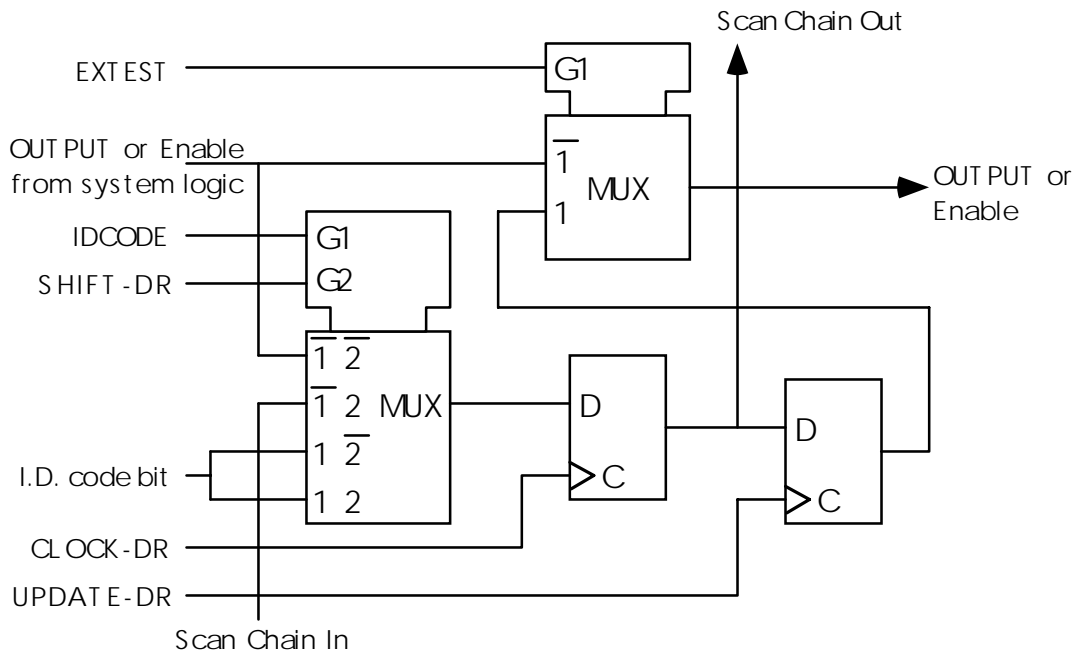 Scan Chain Out
EXTEST
G1
OUTPUT or Enable
from system logic
1
MUX
1
OUTPUT or
Enable
IDCODE
G1
SHIFT-DR
G2
1 2
1 2 MUX
1 2
1 2
D
C
D
C
I.D. code bit
CLOCK-DR
UPDATE-DR
Scan Chain In